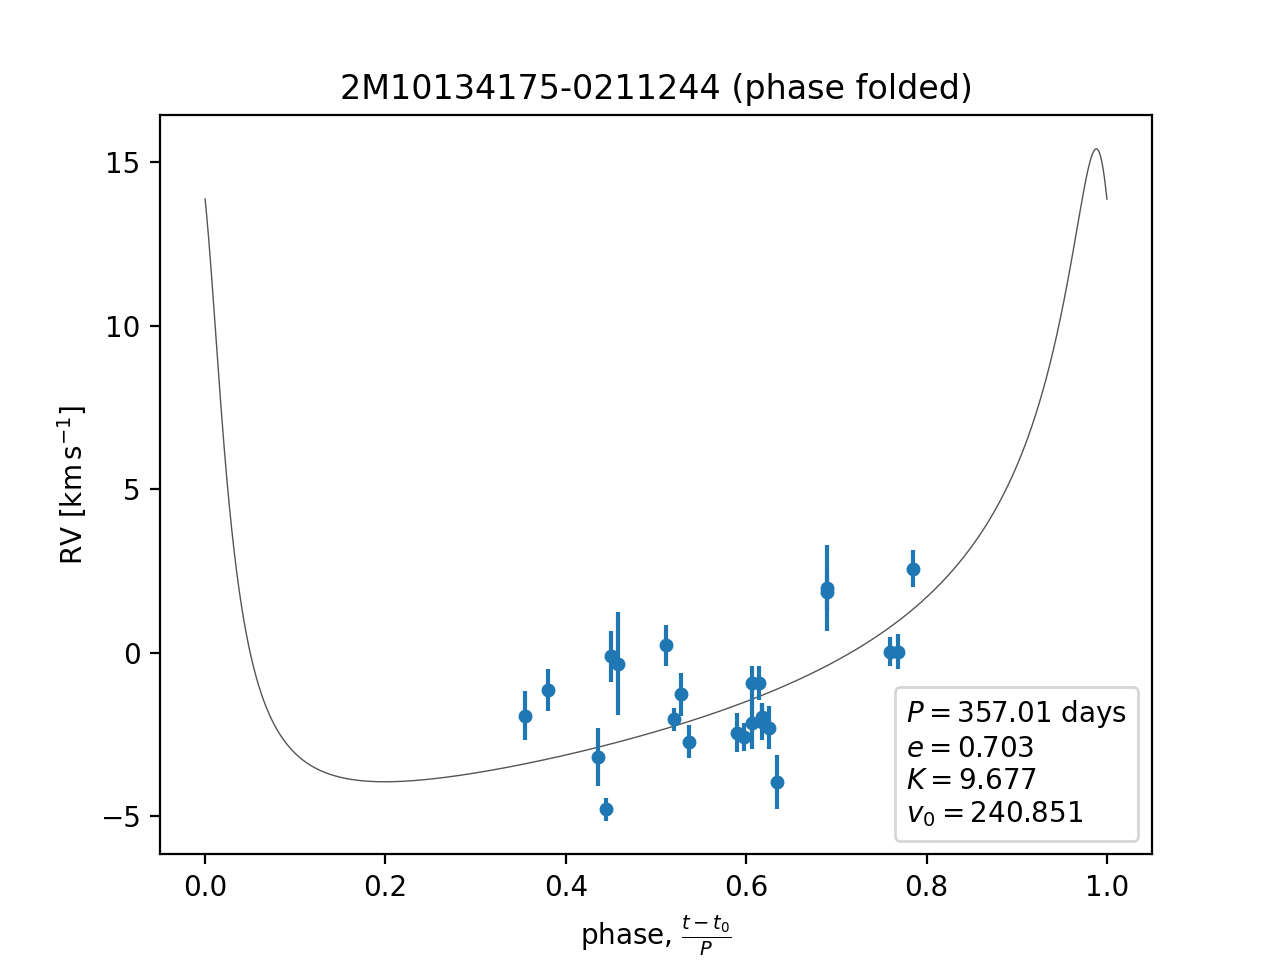 2M10134175-0211244 (phase folded)
RV [km s⁻¹]
15
10
5
0
−5
P = 357.01 days
e = 0.703
K = 9.677
v₀ = 240.851
0.0 0.2 0.4 0.6 0.8 1.0
phase, (t − t₀)/P